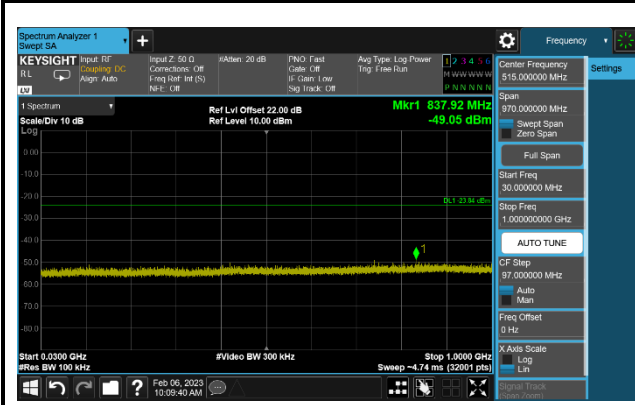 Spectrum Analyzer 1
Swept SA
Frequency
KEYSIGHT
Input: RF
Input Z: 50 Ω
#Atten: 20 dB
PNO: Fast
Avg Type: Log-Power
1 2 3 4 5 6
RL
Coupling: DC
Corrections: Off
Gate: Off
Trig: Free Run
M W W W W W
Align: Auto
Freq Ref: Int (S)
IF Gain: Low
P N N N N N
LXI
NFE: Off
Sig Track: Off
Center Frequency
515.000000 MHz
Settings
1 Spectrum
Ref Lvl Offset 22.00 dB
Mkr1 837.92 MHz
Scale/Div 10 dB
Ref Level 10.00 dBm
-49.05 dBm
Log
0.00
-10.0
-20.0
DL1 -23.84 dBm
-30.0
-40.0
1
-50.0
-60.0
-70.0
-80.0
Start 0.0300 GHz
#Video BW 300 kHz
Stop 1.0000 GHz
#Res BW 100 kHz
Sweep ~4.74 ms (32001 pts)
Span
970.000000 MHz
Swept Span
Zero Span
Full Span
Start Freq
30.000000 MHz
Stop Freq
1.000000000 GHz
AUTO TUNE
CF Step
97.000000 MHz
Auto
Man
Freq Offset
0 Hz
X Axis Scale
Log
Lin
Signal Track
(Span Zoom)
?
Feb 06, 2023
10:09:40 AM